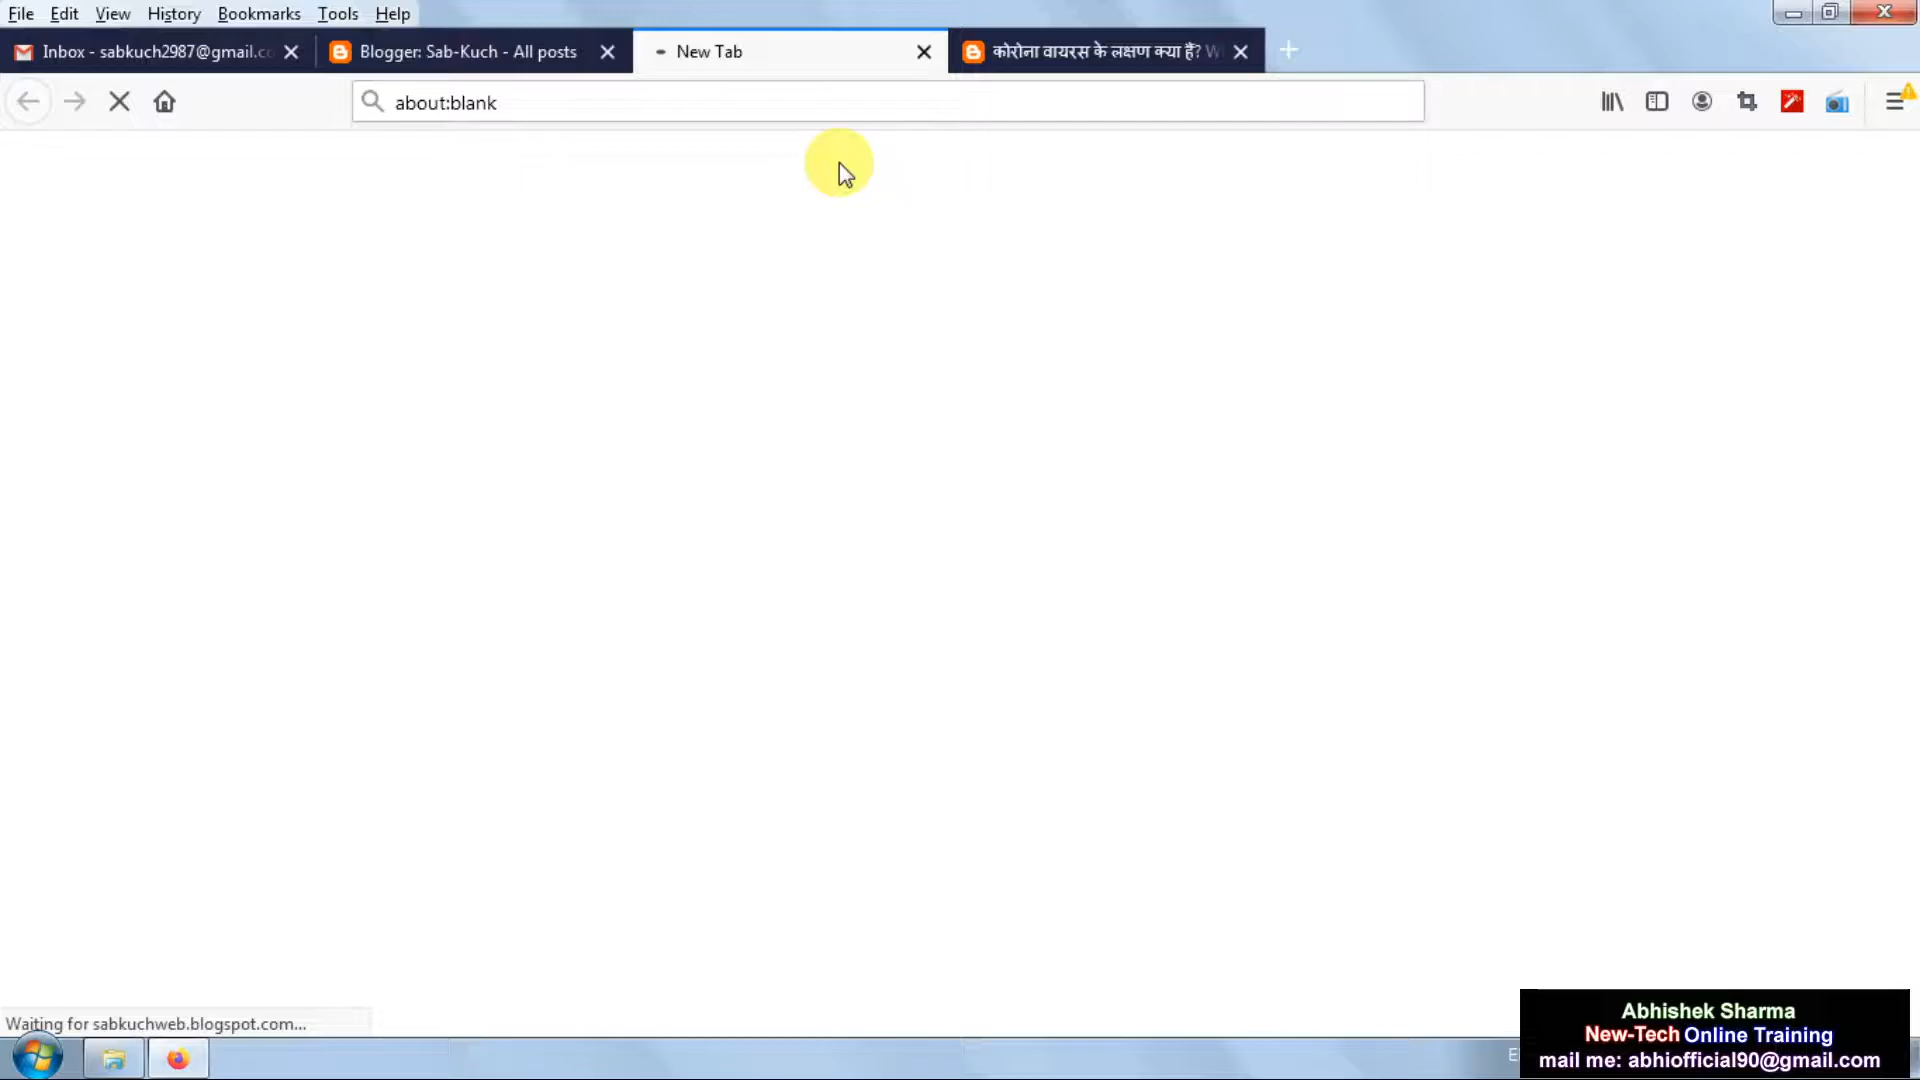 File Edit View History Bookmarks Tools Help
Inbox - sabkuch2987@gmail.co
Blogger: Sab-Kuch - All posts
New Tab
कोरोना वायरस के लक्षण क्या हैं? W
about:blank
Waiting for sabkuchweb.blogspot.com...
Abhishek Sharma
New-Tech Online Training
mail me: abhiofficial90@gmail.com